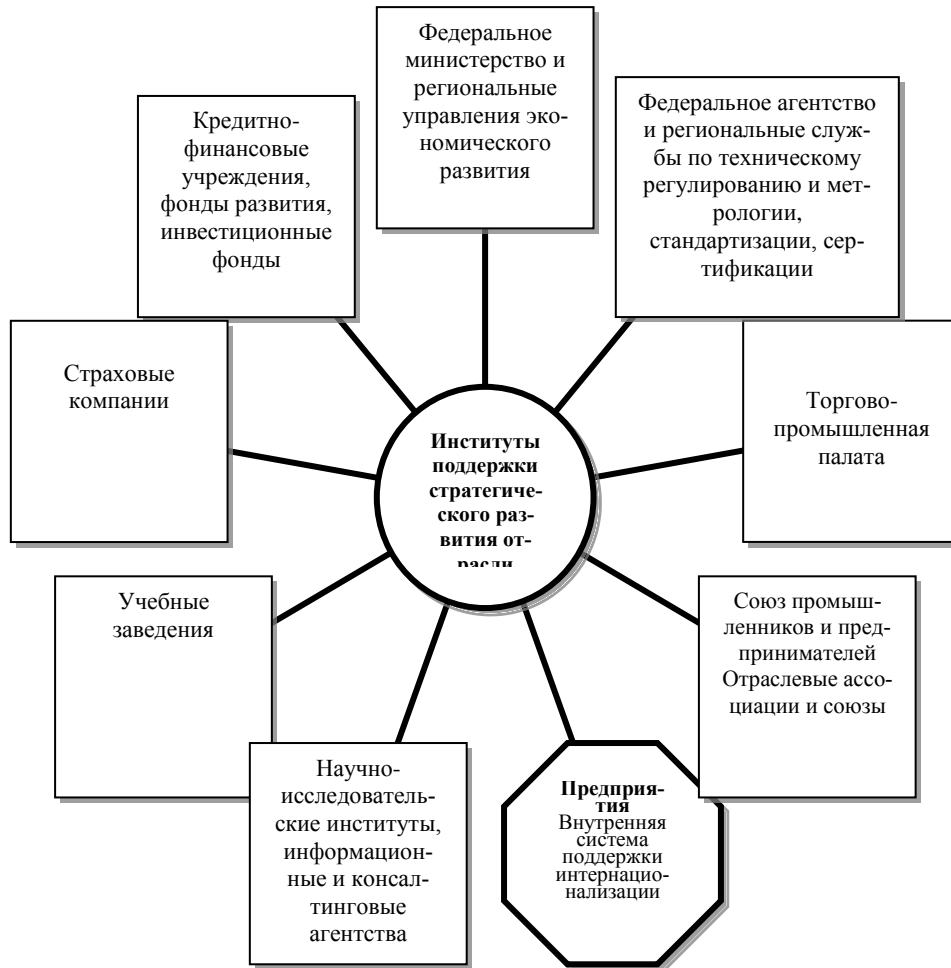 Федеральное
министерство и
региональные
управления эко-
номического
развития
Федеральное агентство
и региональные служ-
бы по техническому
регулированию и мет-
рологии,
стандартизации, сер-
тификации
Кредитно-
финансовые
учреждения,
фонды развития,
инвестиционные
фонды
Страховые
компании
Торгово-
промышленная
палата
Институты
поддержки
стратегиче-
ского раз-
вития от-
расли
Учебные
заведения
Союз промыш-
ленников и пред-
принимателей
Отраслевые ассо-
циации и союзы
Научно-
исследователь-
ские институты,
информацион-
ные и консал-
тинговые
агентства
Предприя-
тия
Внутренняя
система
поддержки
интернацио-
нализации